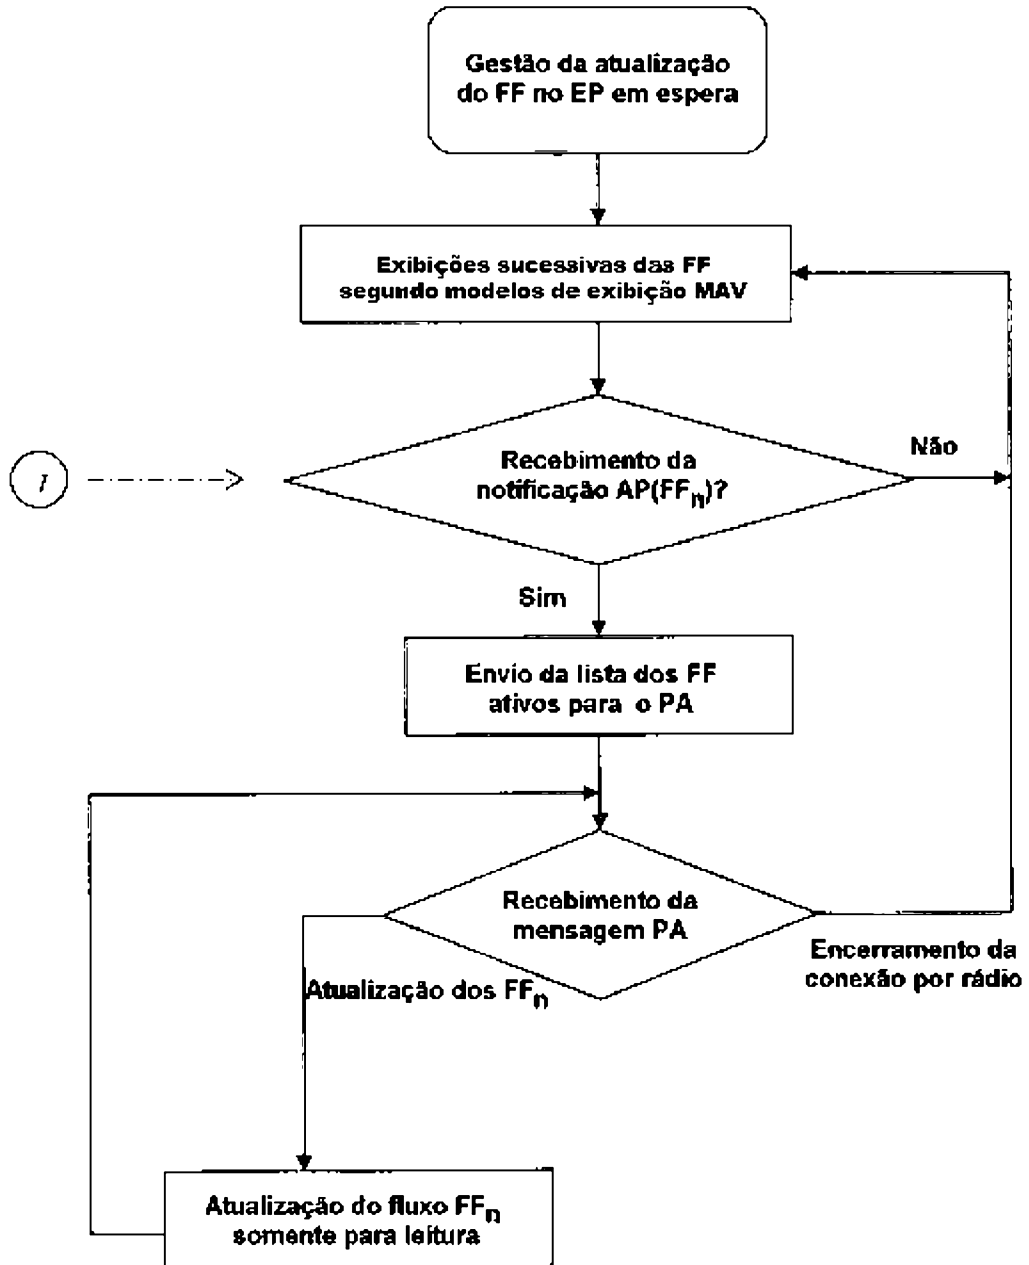 Gestão da atualização
do FF no EP em espera
Exibições sucessivas das FF
segundo modelos de exibição MAV
Recebimento da
notificação AP(FFn)?
Não
Sim
Envio da lista dos FF
ativos para o PA
Recebimento da
mensagem PA
Encerramento da
conexão por rádio
Atualização dos FFn
Atualização do fluxo FFn
somente para leitura